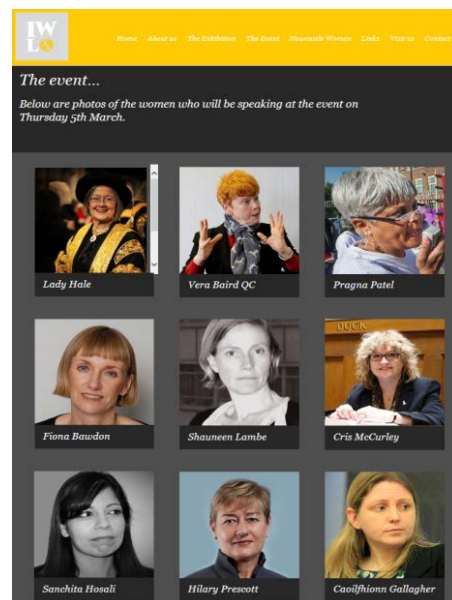 IW
LO
Home About us The Exhibition The Event Newcastle Women Links Visit us Contact
The event...
Below are photos of the women who will be speaking at the event on
Thursday 5th March.
Lady Hale Vera Baird QC Pragna Patel
DOCK
Fiona Bawdon Shauneen Lambe Cris McCurley
Sanchita Hosali Hilary Prescott Caoilfhionn Gallagher